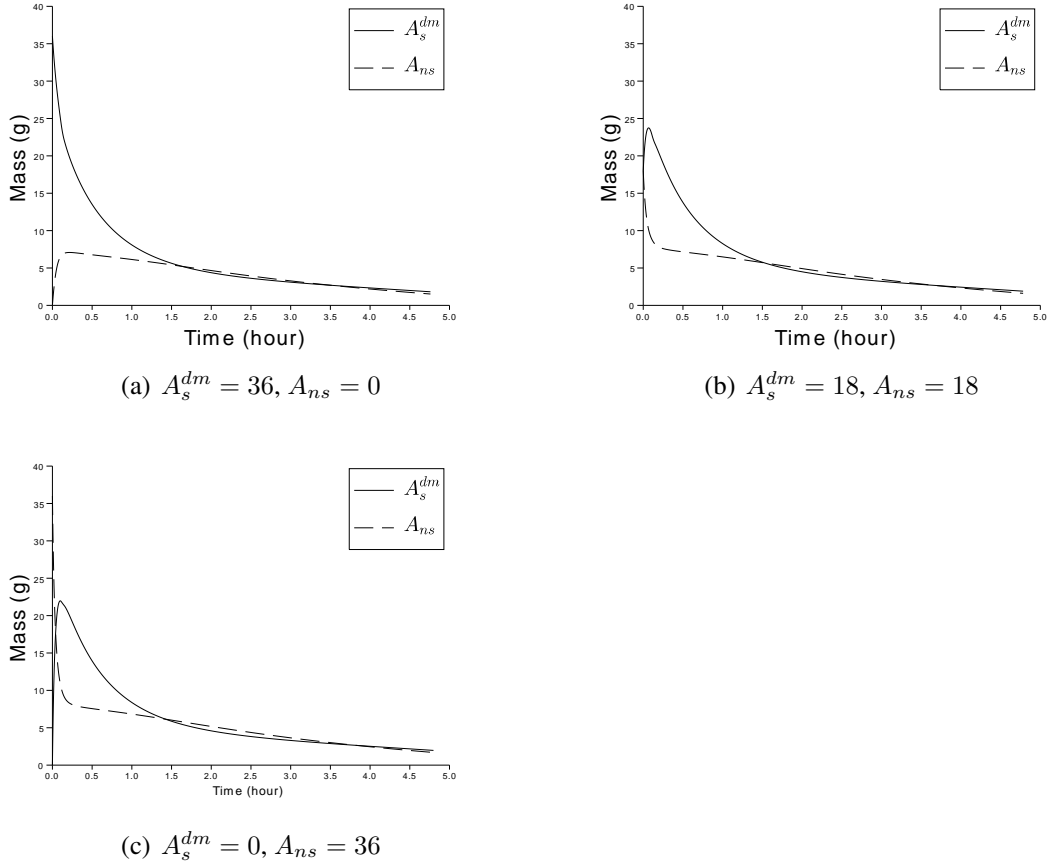 40
35
30
25
20
15
10
5
0
Mass (g)
0.0 0.5 1.0 1.5 2.0 2.5 3.0 3.5 4.0 4.5 5.0
Time (hour)
A_s^{dm}
A_{ns}
(a) A_s^{dm} = 36, A_{ns} = 0
40
35
30
25
20
15
10
5
0
Mass (g)
0.0 0.5 1.0 1.5 2.0 2.5 3.0 3.5 4.0 4.5 5.0
Time (hour)
A_s^{dm}
A_{ns}
(b) A_s^{dm} = 18, A_{ns} = 18
40
35
30
25
20
15
10
5
0
Mass (g)
0.0 0.5 1.0 1.5 2.0 2.5 3.0 3.5 4.0 4.5 5.0
Time (hour)
A_s^{dm}
A_{ns}
(c) A_s^{dm} = 0, A_{ns} = 36